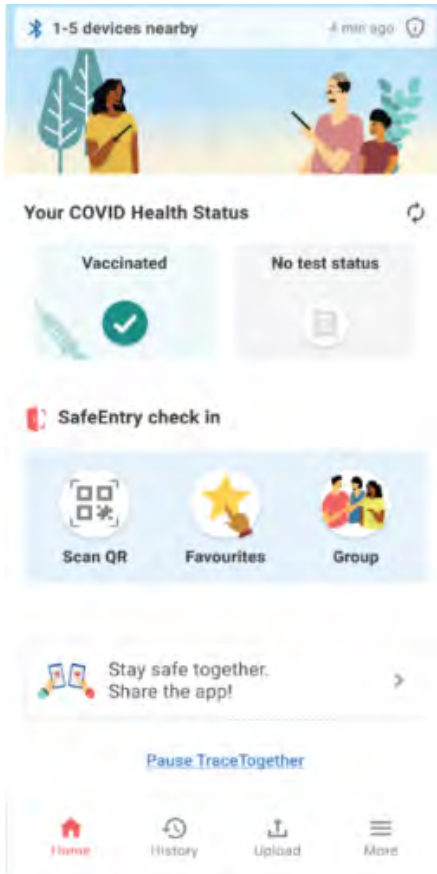 1-5 devices nearby 4 min ago
Your COVID Health Status
Vaccinated No test status
SafeEntry check in
Scan QR Favourites Group
Stay safe together.
Share the app!
Pause TraceTogether
Home History Upload More